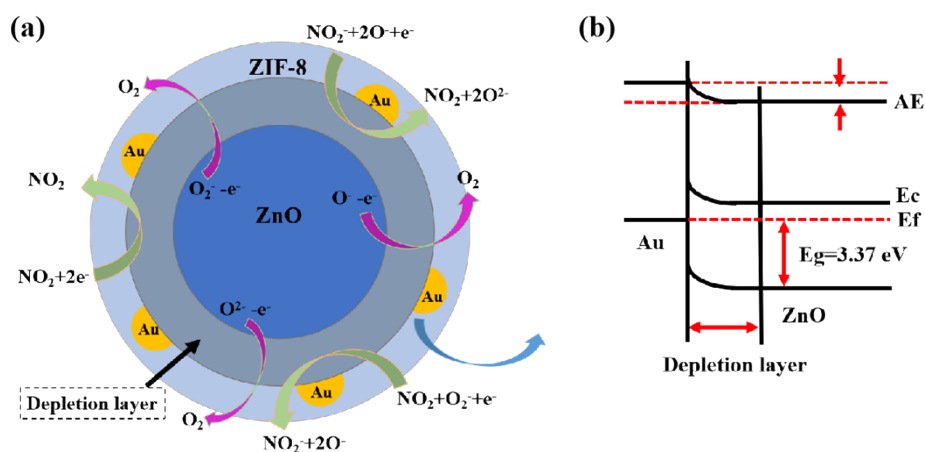 (a)
NO₂⁻+2O⁻+e⁻
ZIF-8
O₂
Au
NO₂+2O²⁻
Au
NO₂
O₂⁻ -e⁻
O⁻ -e⁻
O₂
ZnO
NO₂+2e⁻
Au
O²⁻ -e⁻
Au
Depletion layer
Au
NO₂+O₂⁻+e⁻
O₂
NO₂⁻+2O⁻
(b)
AE
Ec
Ef
Au
Eg=3.37 eV
ZnO
Depletion layer